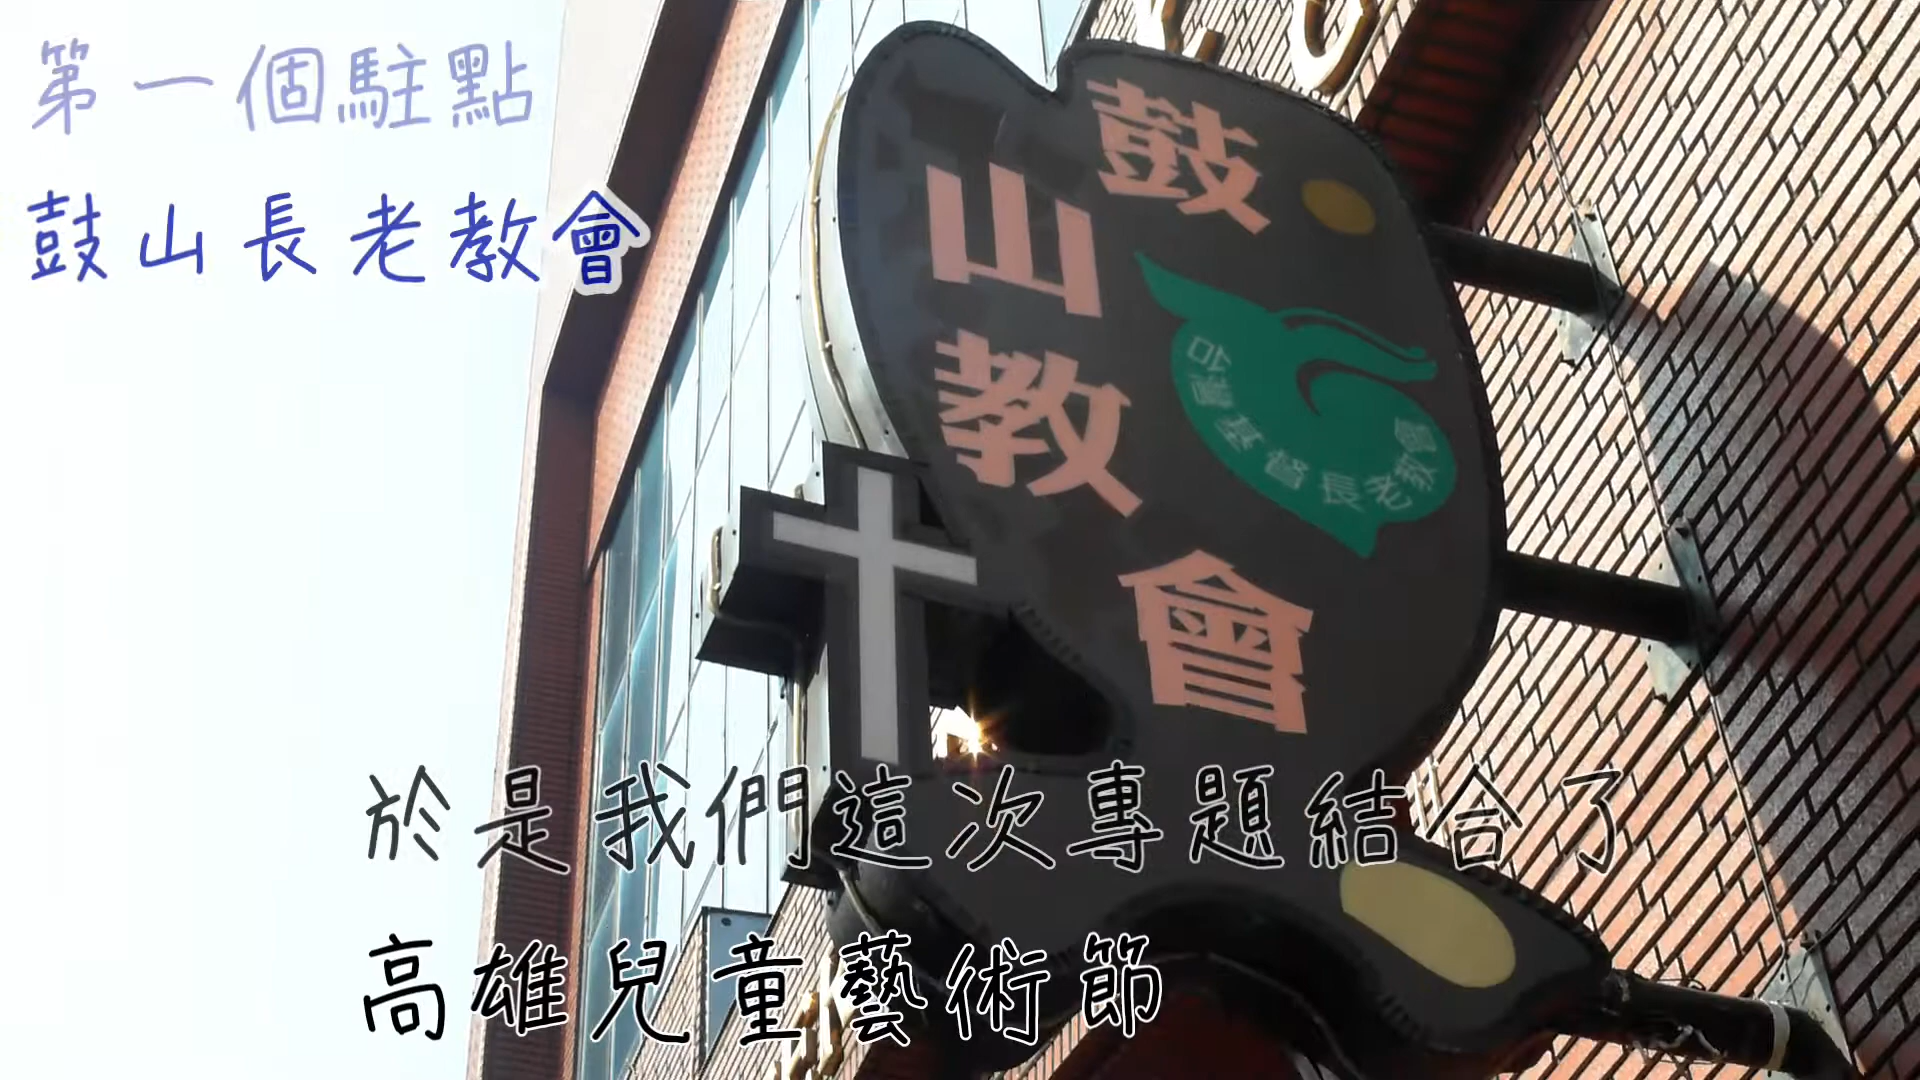 第一個駐點
鼓山長老教會
鼓山教會
台灣基督長老教會
於是我們這次專題結合了
高雄兒童藝術節